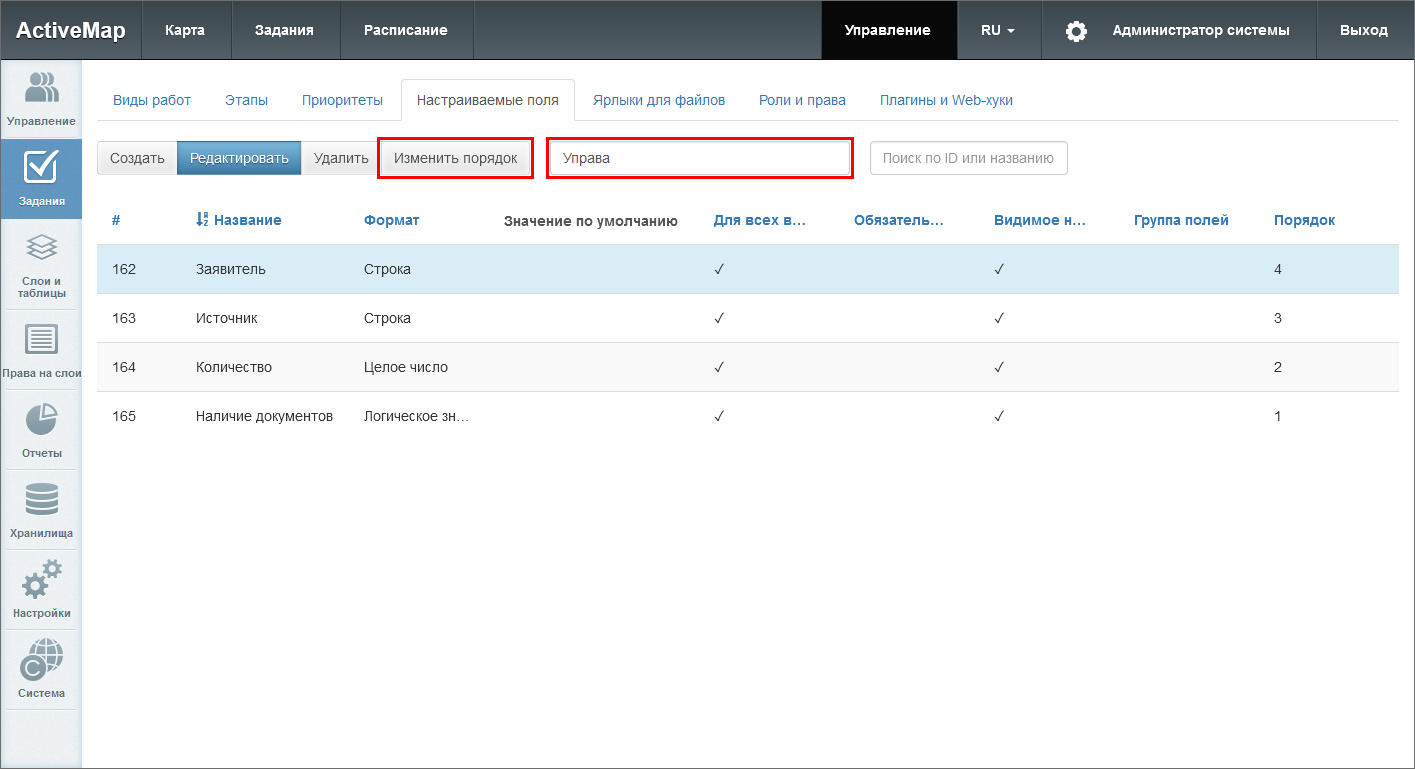 ActiveMap Карта Задания Расписание Управление RU Администратор системы Выход
Управление
Задания
Слои и
таблицы
Права на слои
Отчеты
Хранилища
Настройки
Система
Виды работ Этапы Приоритеты Настраиваемые поля Ярлыки для файлов Роли и права Плагины и Web-хуки
Создать Редактировать Удалить Изменить порядок Управа Поиск по ID или названию
# Название Формат Значение по умолчанию Для всех в... Обязатель... Видимое н... Группа полей Порядок
162 Заявитель Строка ✓ ✓ 4
163 Источник Строка ✓ ✓ 3
164 Количество Целое число ✓ ✓ 2
165 Наличие документов Логическое зн... ✓ ✓ 1